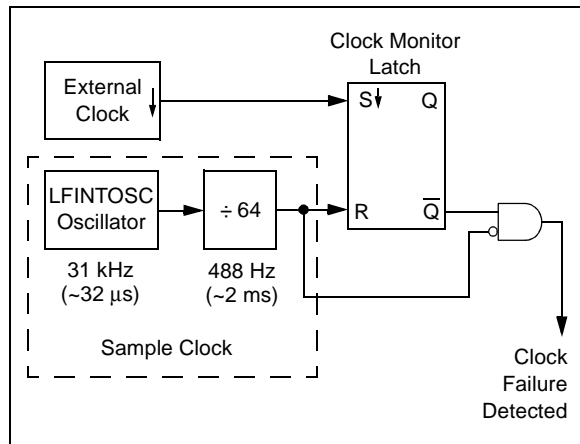 Clock Monitor
Latch
External
Clock
S
Q
LFINTOSC
Oscillator
÷ 64
R
Q̅
31 kHz
(~32 μs)
488 Hz
(~2 ms)
Sample Clock
Clock
Failure
Detected